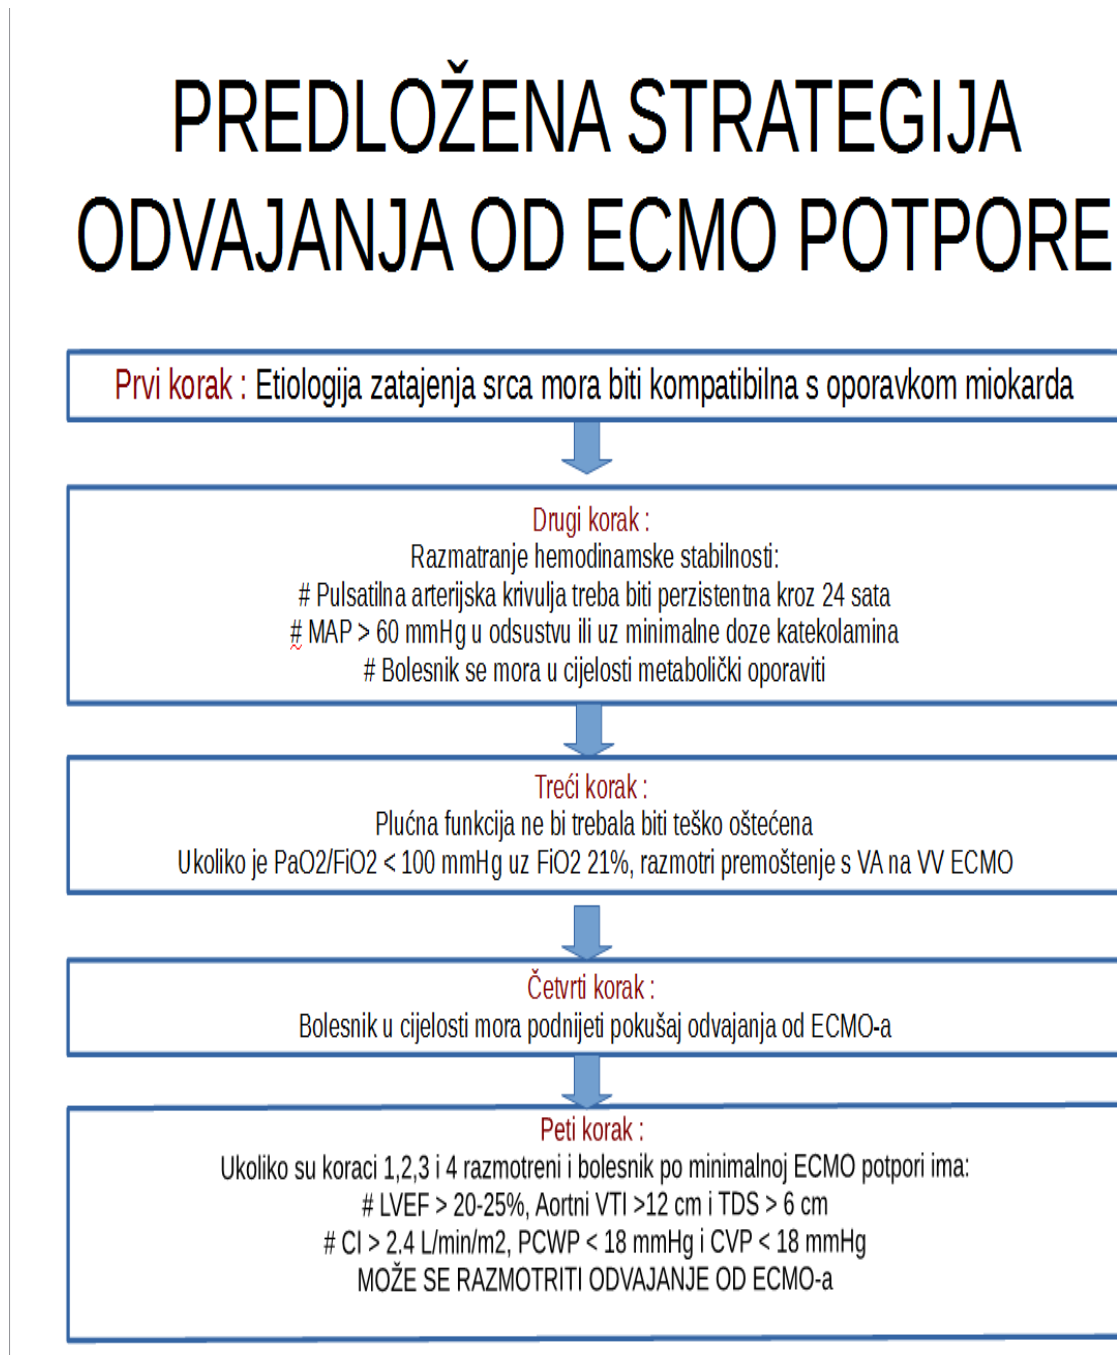 PREDLOŽENA STRATEGIJA
ODVAJANJA OD ECMO POTPORE
Prvi korak : Etiologija zatajenja srca mora biti kompatibilna s oporavkom miokarda
Drugi korak :
Razmatranje hemodinamske stabilnosti:
# Pulsatilna arterijska krivulja treba biti perzistentna kroz 24 sata
# MAP > 60 mmHg u odsustvu ili uz minimalne doze katekolamina
# Bolesnik se mora u cijelosti metabolički oporaviti
Treći korak :
Plućna funkcija ne bi trebala biti teško oštećena
Ukoliko je PaO2/FiO2 < 100 mmHg uz FiO2 21%, razmotri premoštenje s VA na VV ECMO
Četvrti korak :
Bolesnik u cijelosti mora podnijeti pokušaj odvajanja od ECMO-a
Peti korak :
Ukoliko su koraci 1,2,3 i 4 razmotreni i bolesnik po minimalnoj ECMO potpori ima:
# LVEF > 20-25%, Aortni VTI >12 cm i TDS > 6 cm
# CI > 2.4 L/min/m2, PCWP < 18 mmHg i CVP < 18 mmHg
MOŽE SE RAZMOTRITI ODVAJANJE OD ECMO-a